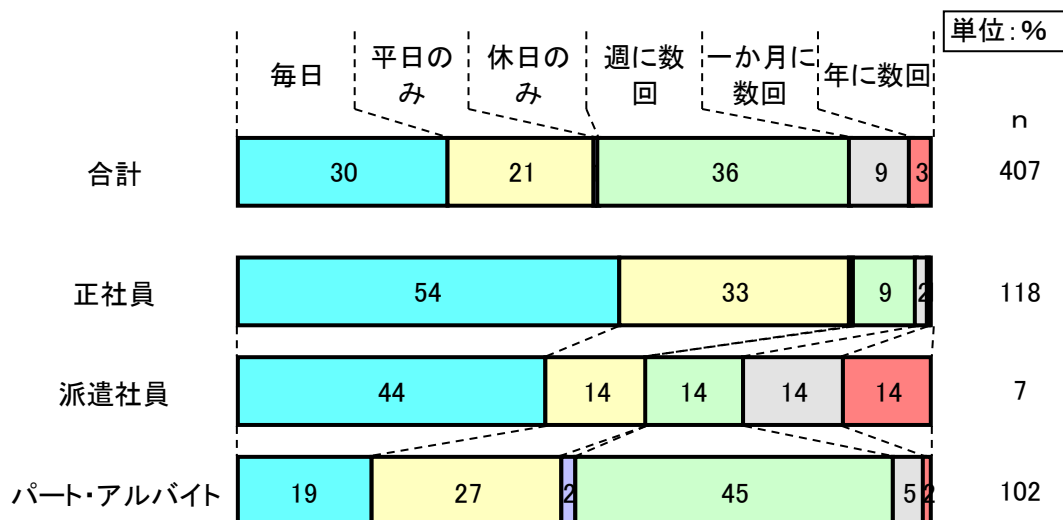 単位:%
毎日
平日の
み
休日の
み
週に数
回
一か月に
数回
年に数回
n
合計 30 21 36 9 3 407
正社員 54 33 9 2 118
派遣社員 44 14 14 14 14 7
パート・アルバイト 19 27 2 45 5 2 102